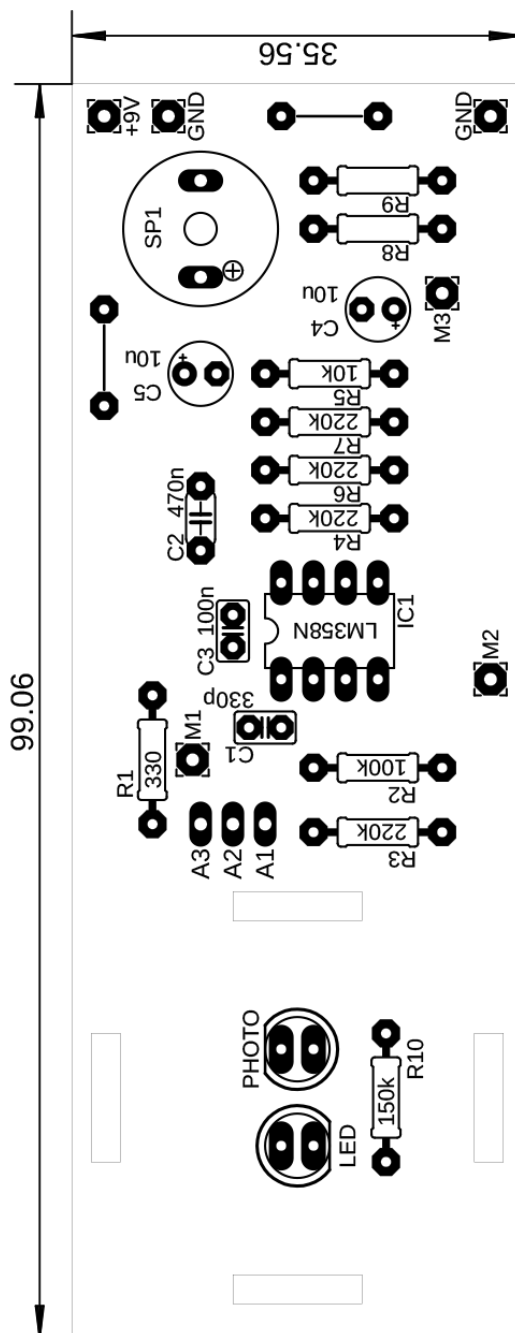 35.56
99.06
+9V
GND
GND
SP1
R9
R8
10u
C4
+
M3
10u
+
C5
10k
R5
220k
R7
220k
R6
220k
R4
470n
C2
100n
C3
LM358N
IC1
M2
330p
C1
M1
330
R1
100k
R2
220k
R3
A3
A2
A1
PHOTO
LED
150k
R10